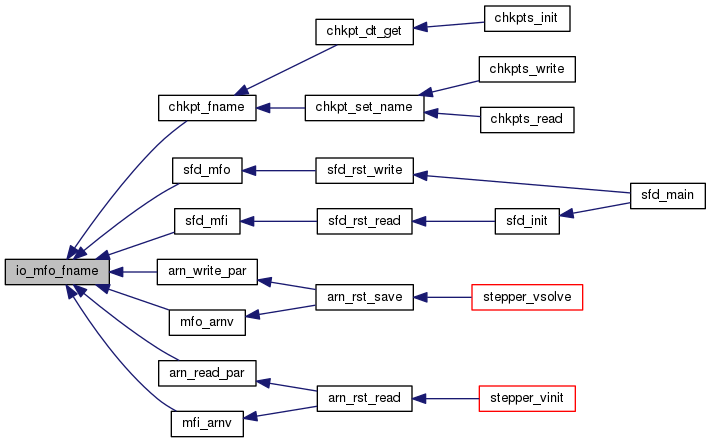 chkpts_init
chkpt_dt_get
chkpts_write
chkpt_fname
chkpt_set_name
chkpts_read
sfd_mfo
sfd_rst_write
sfd_main
sfd_mfi
sfd_rst_read
sfd_init
io_mfo_fname
arn_write_par
arn_rst_save
stepper_vsolve
mfo_arnv
arn_read_par
arn_rst_read
stepper_vinit
mfi_arnv